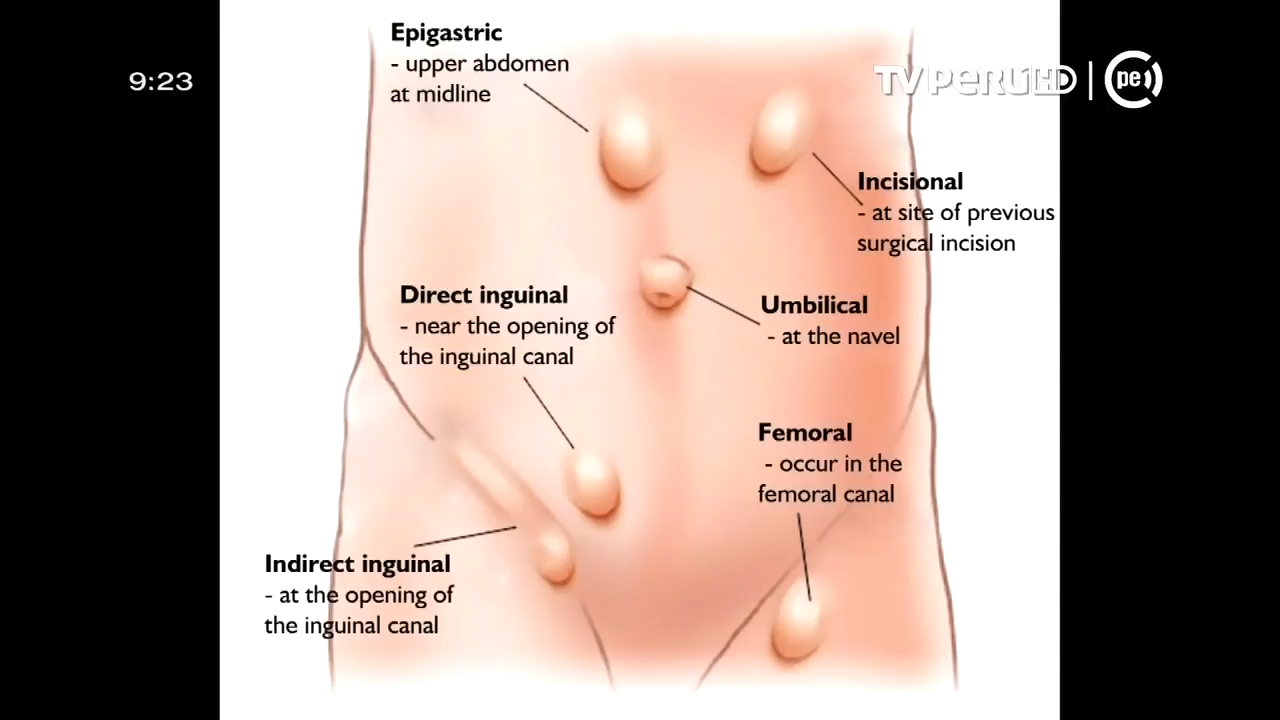 9:23
TVPERÚHD
pe
Epigastric
- upper abdomen
at midline
Incisional
- at site of previous
surgical incision
Direct inguinal
- near the opening of
the inguinal canal
Umbilical
- at the navel
Femoral
- occur in the
femoral canal
Indirect inguinal
- at the opening of
the inguinal canal